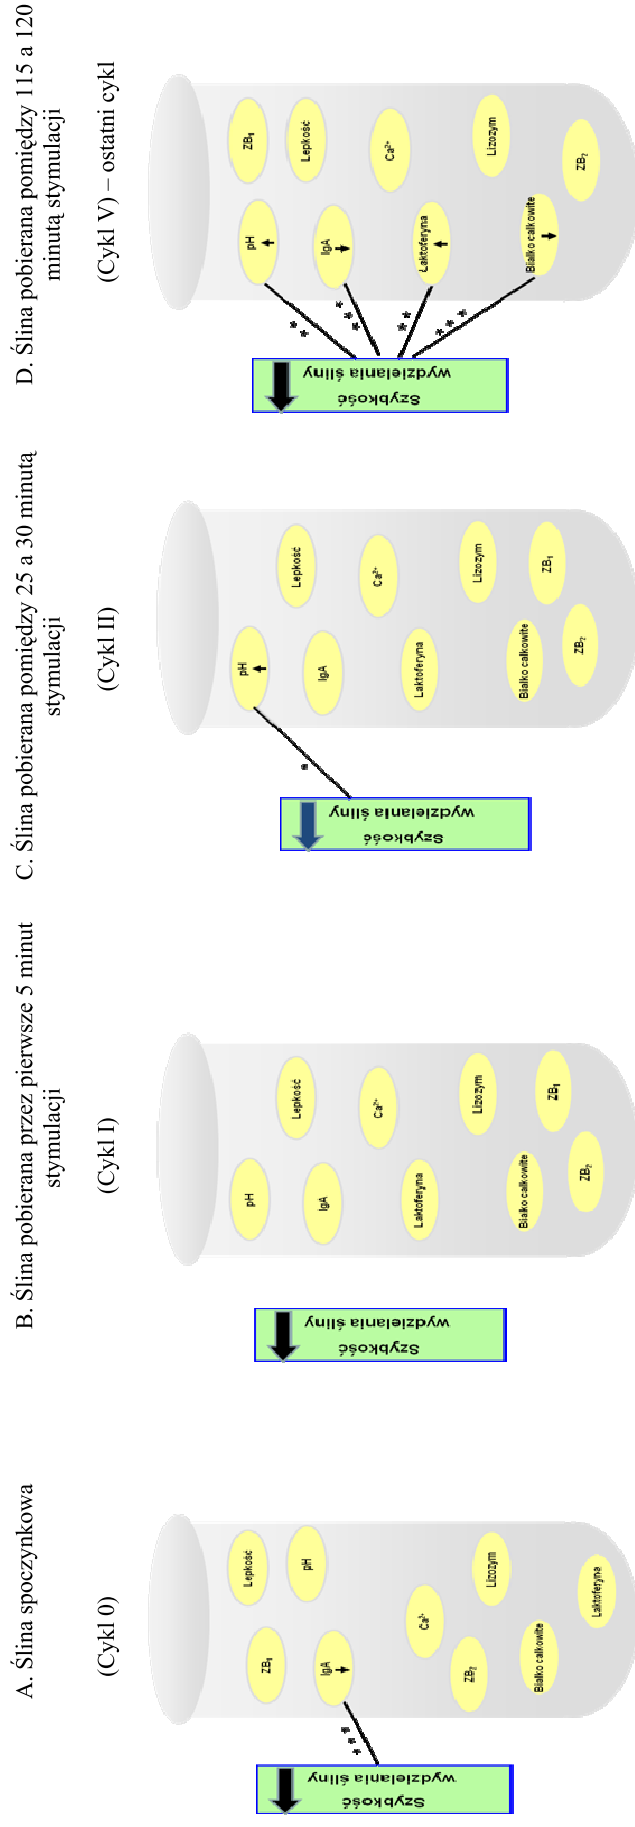 A. Ślina spoczynkowa
(Cykl 0)
Szybkość
wydzielania śliny
ZB₁
Lepkość
IgA
pH
Ca²⁺
ZB₂
Lizozym
Białko całkowite
Laktoferyna
B. Ślina pobierana przez pierwsze 5 minut
stymulacji
(Cykl I)
Szybkość
wydzielania śliny
pH
Lepkość
IgA
Ca²⁺
Laktoferyna
Lizozym
Białko całkowite
ZB₁
ZB₂
C. Ślina pobierana pomiędzy 25 a 30 minutą
stymulacji
(Cykl II)
Szybkość
wydzielania śliny
*
pH
Lepkość
IgA
Ca²⁺
Laktoferyna
Lizozym
Białko całkowite
ZB₁
ZB₂
D. Ślina pobierana pomiędzy 115 a 120
minutą stymulacji
(Cykl V) – ostatni cykl
Szybkość
wydzielania śliny
**
***
**
***
pH
ZB₁
IgA
Lepkość
Ca²⁺
Laktoferyna
Lizozym
Białko całkowite
ZB₂